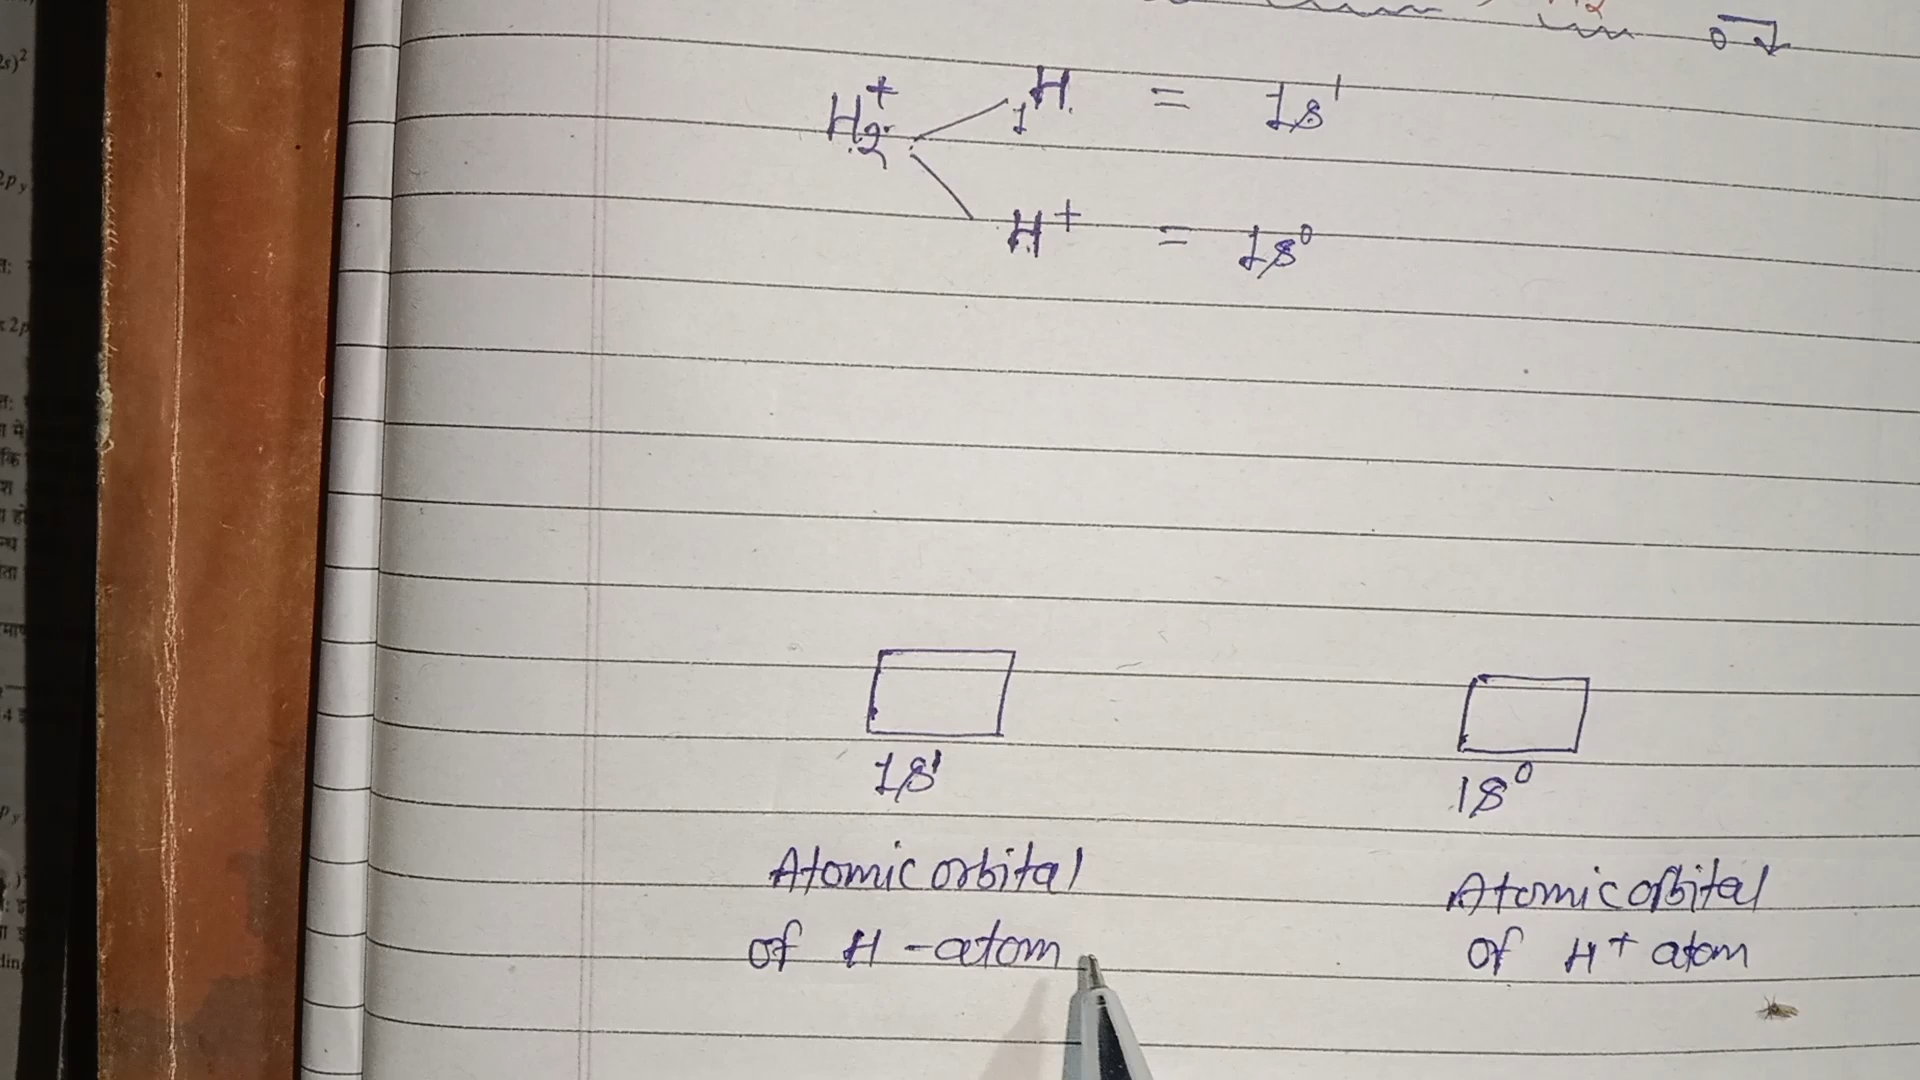 H₂⁺
₁H = 1s¹
H⁺ = 1s⁰
1s¹
1s⁰
Atomic orbital
of H-atom
Atomic orbital
of H⁺ atom